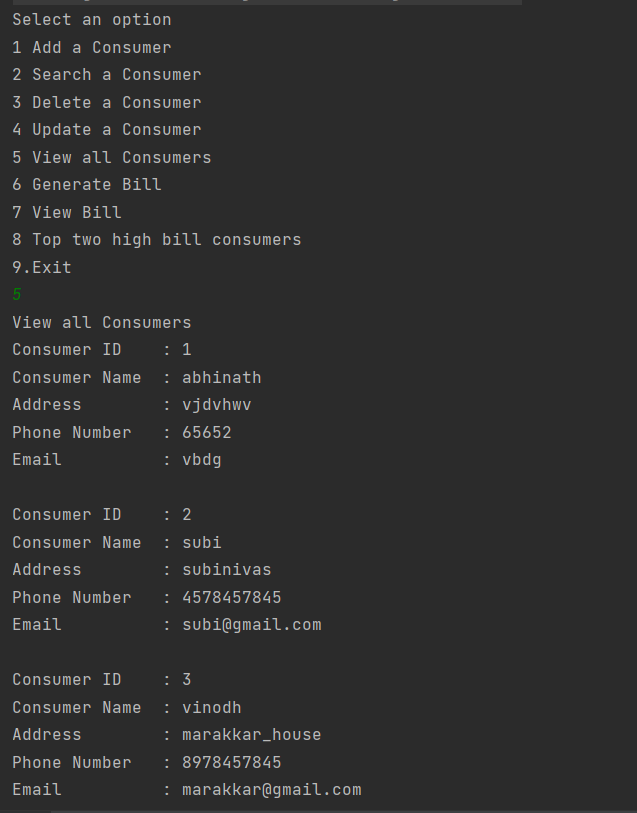 Select an option
1 Add a Consumer
2 Search a Consumer
3 Delete a Consumer
4 Update a Consumer
5 View all Consumers
6 Generate Bill
7 View Bill
8 Top two high bill consumers
9.Exit
5
View all Consumers
Consumer ID    : 1
Consumer Name  : abhinath
Address        : vjdvhwv
Phone Number   : 65652
Email          : vbdg

Consumer ID    : 2
Consumer Name  : subi
Address        : subinivas
Phone Number   : 4578457845
Email          : subi@gmail.com

Consumer ID    : 3
Consumer Name  : vinodh
Address        : marakkar_house
Phone Number   : 8978457845
Email          : marakkar@gmail.com